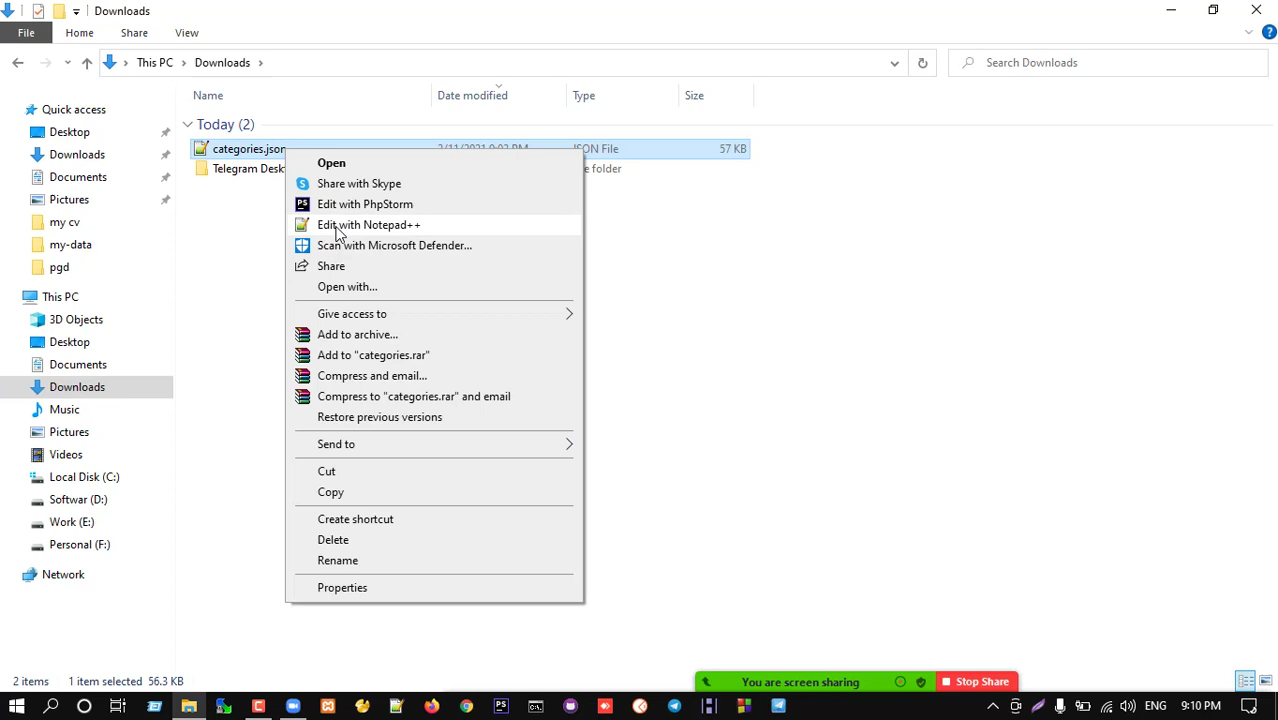 Downloads
File Home Share View
This PC Downloads
Search Downloads
Name Date modified Type Size
Quick access
Desktop
Downloads
Documents
Pictures
my cv
my-data
pgd
This PC
3D Objects
Desktop
Documents
Downloads
Music
Pictures
Videos
Local Disk (C:)
Softwar (D:)
Work (E:)
Personal (F:)
Network
Today (2)
categories.json JSON File 57 KB
Telegram
Open
Share with Skype
Edit with PhpStorm
Edit with Notepad++
Scan with Microsoft Defender...
Share
Open with...
Give access to
Add to archive...
Add to "categories.rar"
Compress and email...
Compress to "categories.rar" and email
Restore previous versions
Send to
Cut
Copy
Create shortcut
Delete
Rename
Properties
2 items 1 item selected 56.3 KB
You are screen sharing Stop Share
ENG 9:10 PM